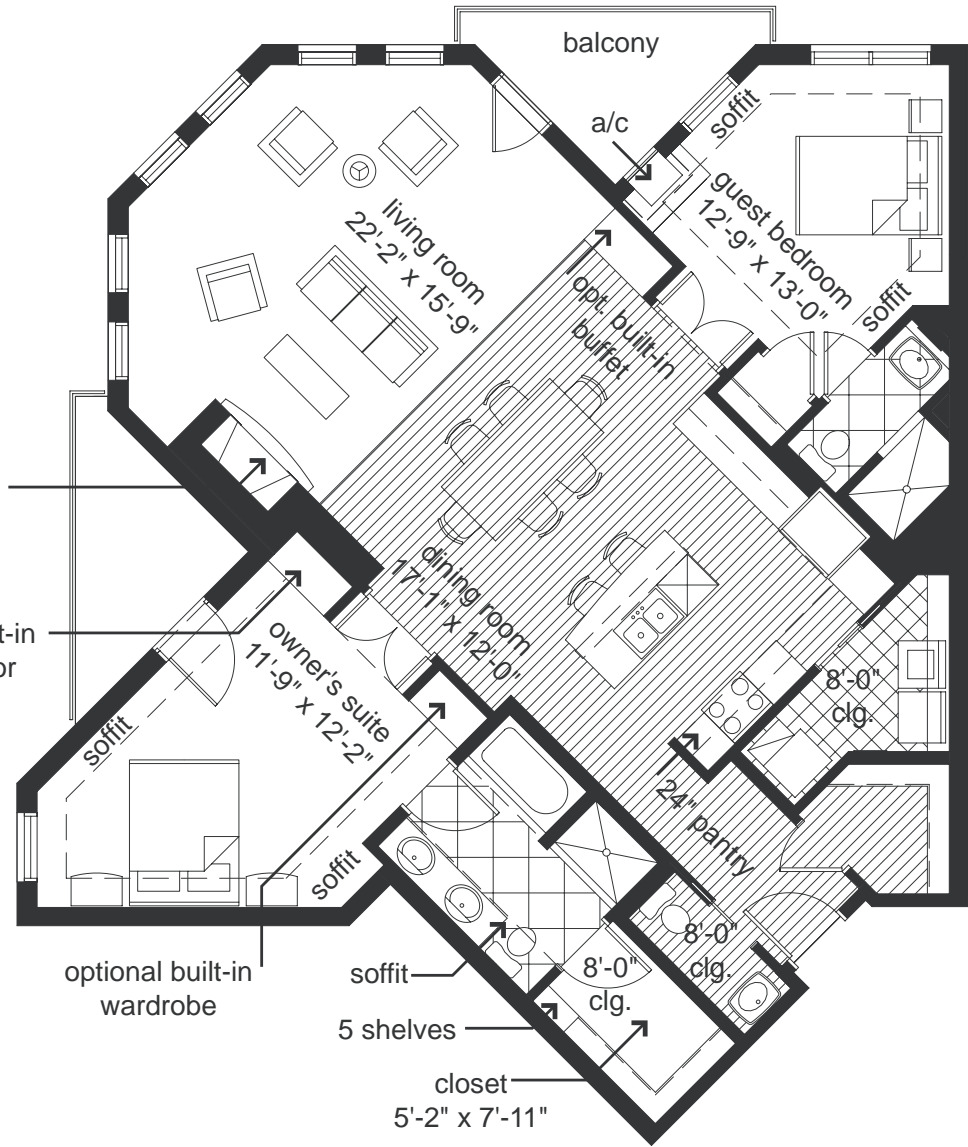 balcony
a/c
soffit
guest bedroom
12'-9" x 13'-0"
soffit
living room
22'-2" x 15'-9"
opt. built-in
buffet
dining room
17'-1" x 12'-0"
t-in
or
owner's suite
11'-9" x 12'-2"
soffit
soffit
8'-0"
clg.
24" pantry
8'-0"
clg.
optional built-in
wardrobe
soffit
8'-0"
clg.
5 shelves
closet
5'-2" x 7'-11"